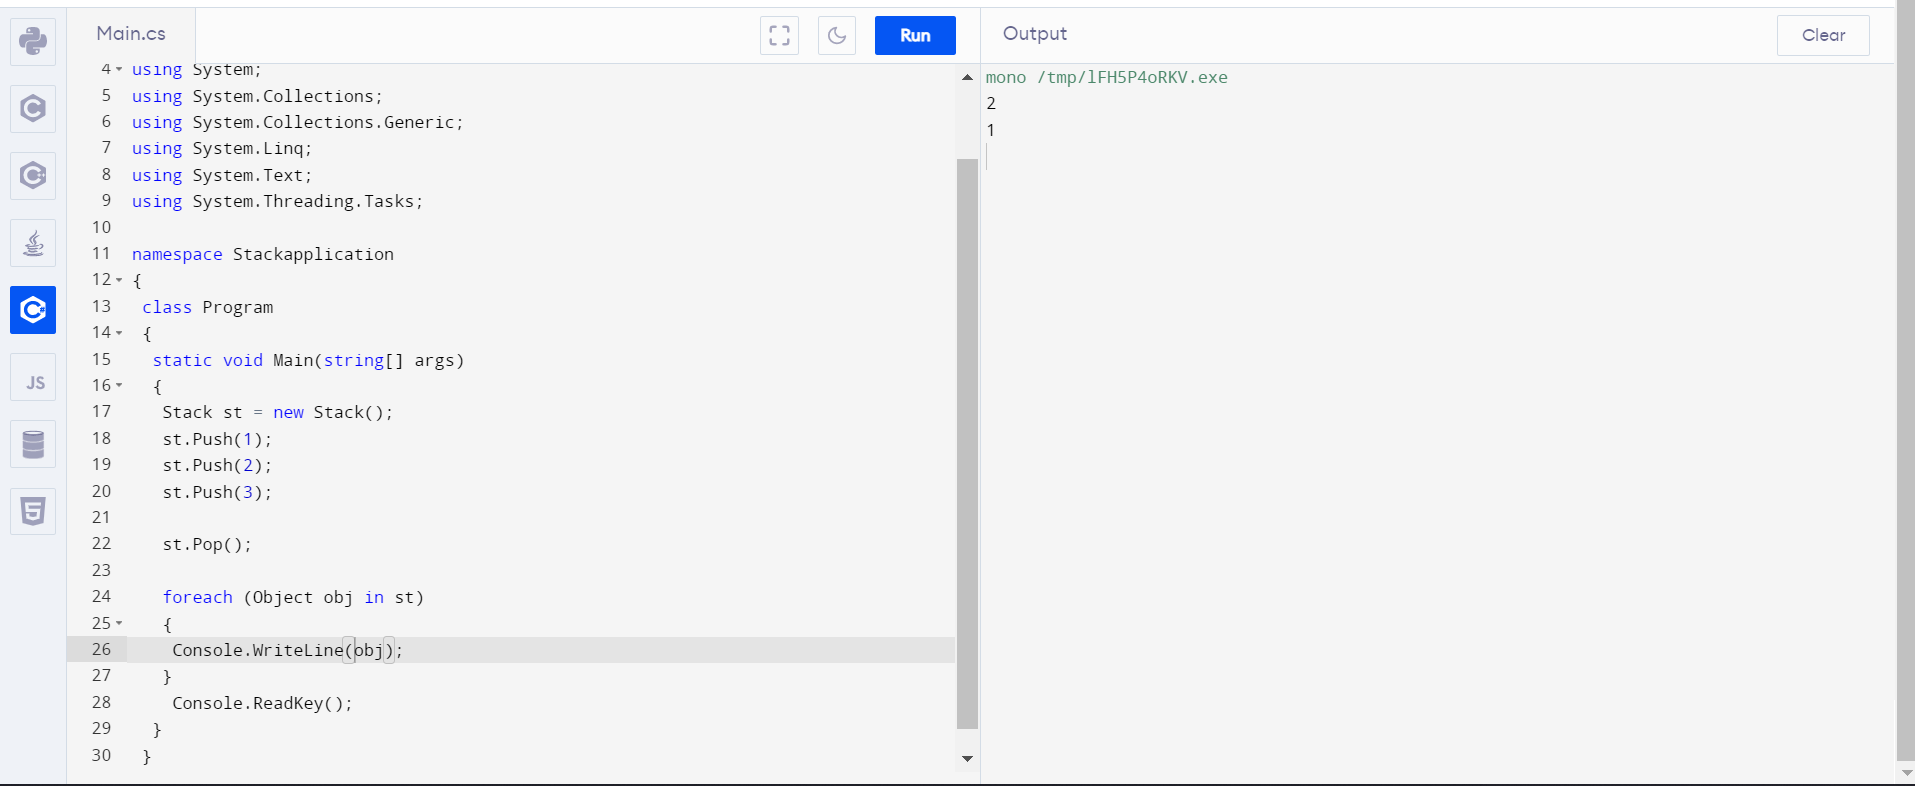 Main.cs
Run
Output
Clear
4 using System;
5 using System.Collections;
6 using System.Collections.Generic;
7 using System.Linq;
8 using System.Text;
9 using System.Threading.Tasks;
10
11 namespace Stackapplication
12 {
13 class Program
14 {
15 static void Main(string[] args)
16 {
17 Stack st = new Stack();
18 st.Push(1);
19 st.Push(2);
20 st.Push(3);
21
22 st.Pop();
23
24 foreach (Object obj in st)
25 {
26 Console.WriteLine(obj);
27 }
28 Console.ReadKey();
29 }
30 }
JS
mono /tmp/lFH5P4oRKV.exe
2
1